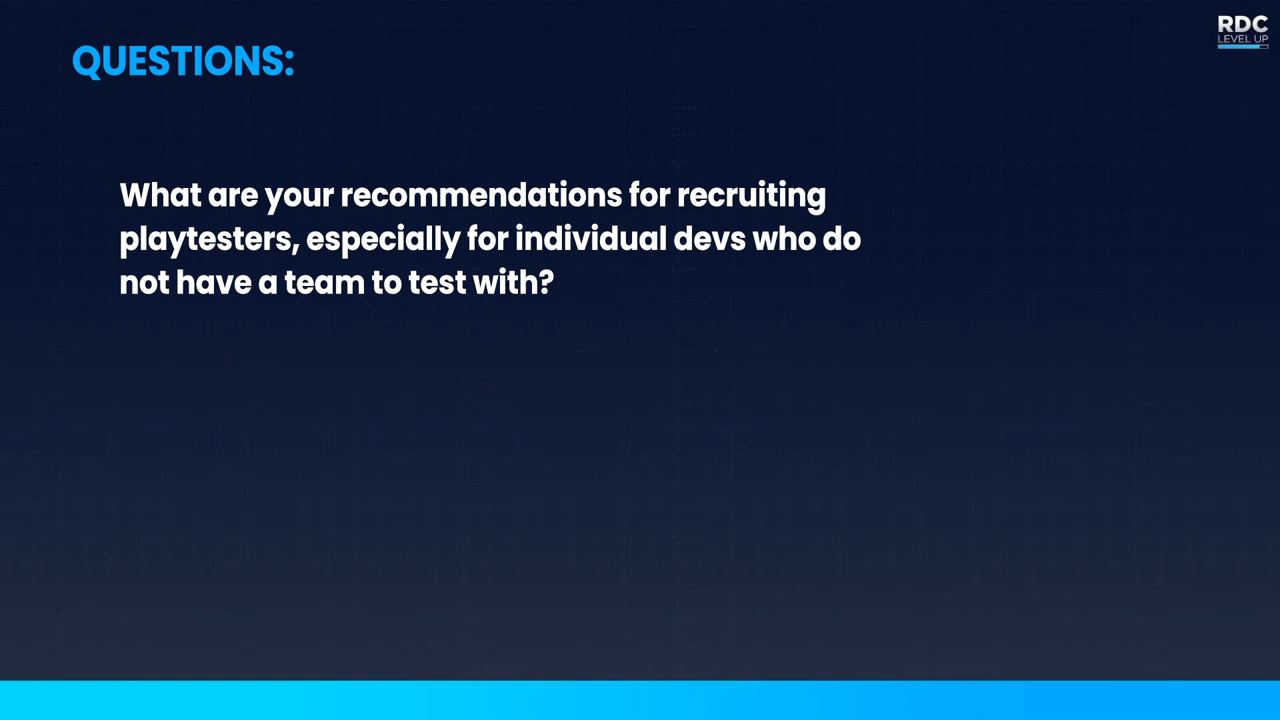 RDC
LEVEL UP
QUESTIONS:
What are your recommendations for recruiting
playtesters, especially for individual devs who do
not have a team to test with?